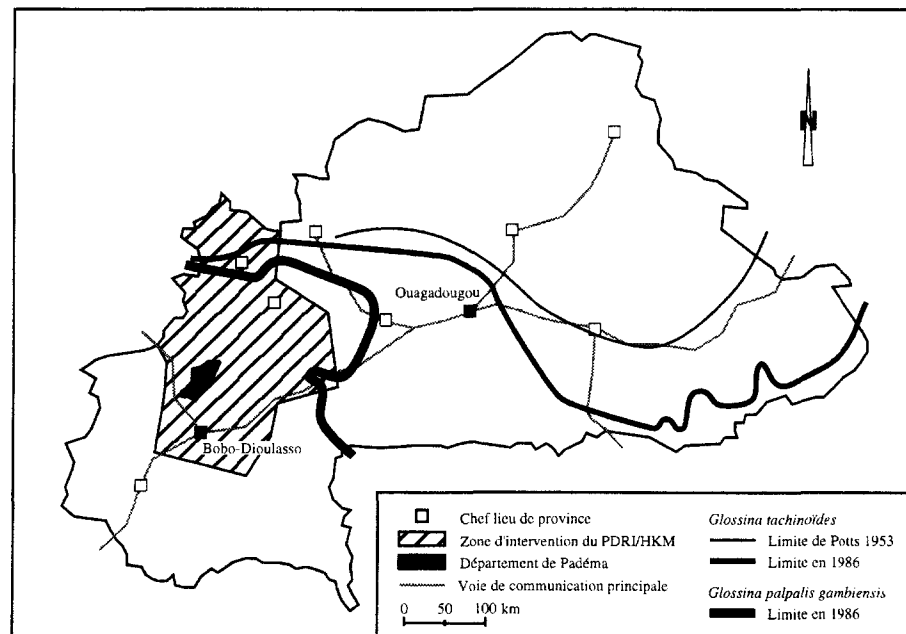 N
Ouagadougou
Bobo-Dioulasso
Chef lieu de province
Zone d'intervention du PDRI/HKM
Département de Padéma
Voie de communication principale
0 50 100 km
Glossina tachinoïdes
Limite de Potts 1953
Limite en 1986
Glossina palpalis gambiensis
Limite en 1986